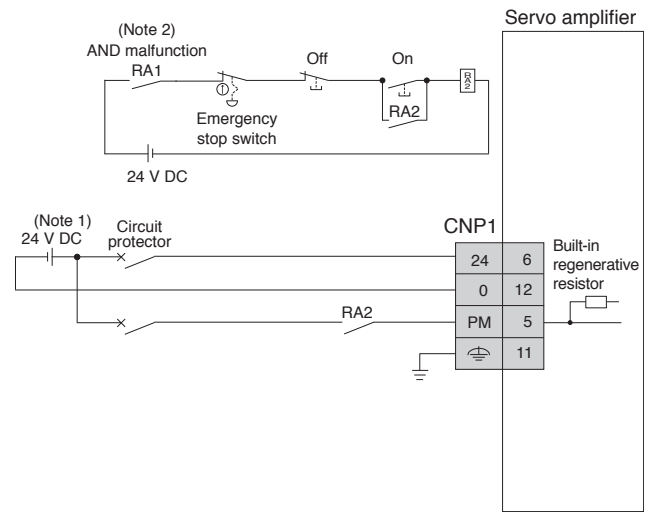 Servo amplifier
(Note 2)
AND malfunction
RA1
Off
On
RA2
Emergency
stop switch
RA2
24 V DC
(Note 1)
24 V DC
Circuit
protector
CNP1
Built-in
regenerative
resistor
24 6
0 12
RA2
PM 5
11